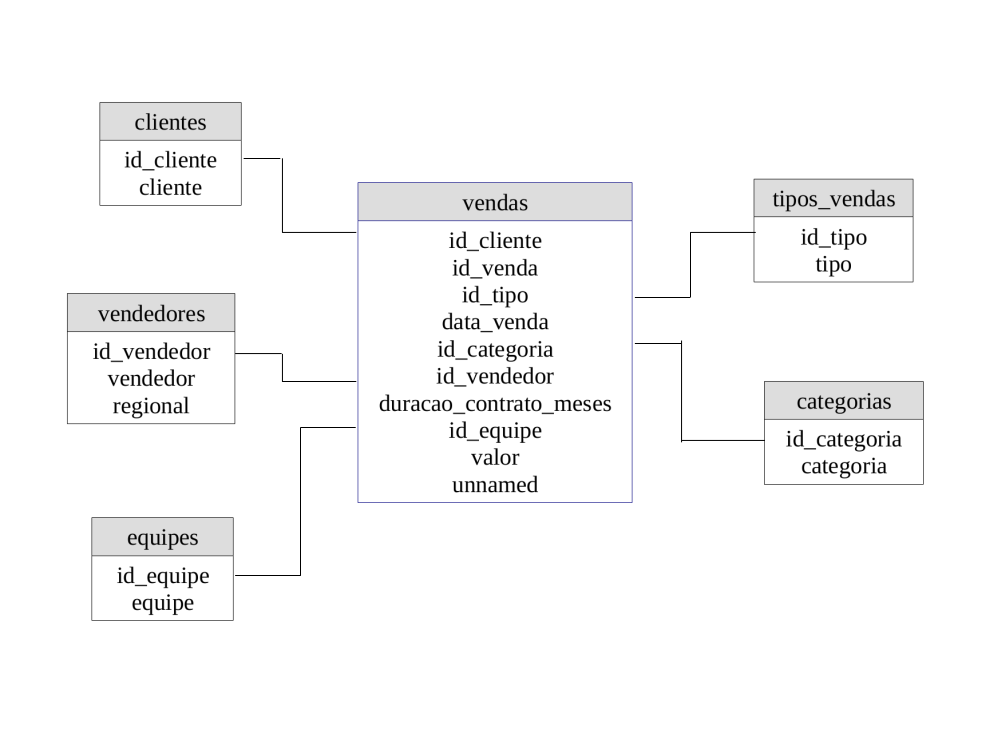 clientes
id_cliente
cliente
vendedores
id_vendedor
vendedor
regional
equipes
id_equipe
equipe
vendas
id_cliente
id_venda
id_tipo
data_venda
id_categoria
id_vendedor
duracao_contrato_meses
id_equipe
valor
unnamed
tipos_vendas
id_tipo
tipo
categorias
id_categoria
categoria